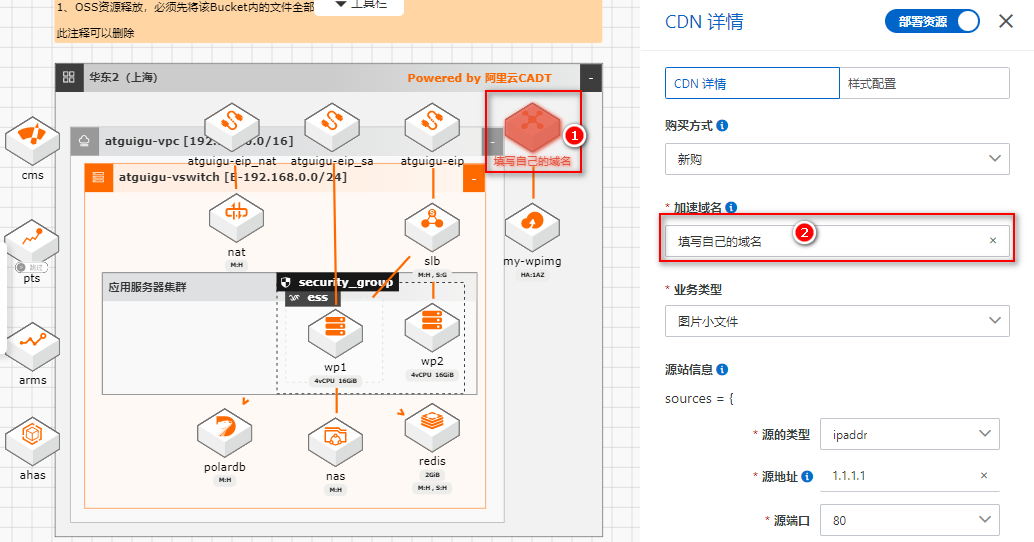 1、OSS资源释放，必须先将该Bucket内的文件全部
工具栏
此注释可以删除
华东2（上海）
Powered by 阿里云CADT
-
cms
pts
跳过
arms
ahas
atguigu-vpc [192.
.0.0/16]
-
atguigu-eip_nat
atguigu-eip_sa
atguigu-eip
填写自己的域名
1
atguigu-vswitch [E-192.168.0.0/24]
-
nat
M:H
slb
M:H , S:G
my-wpimg
HA:1AZ
应用服务器集群
security_group
ess
wp1
4vCPU 16GiB
wp2
4vCPU 16GiB
polardb
M:H
nas
M:H
redis
2GiB
M:H , S:H
CDN 详情
部署资源
CDN 详情
样式配置
购买方式
新购
* 加速域名
填写自己的域名
2
* 业务类型
图片小文件
源站信息
sources = {
* 源的类型
ipaddr
* 源地址
1.1.1.1
* 源端口
80